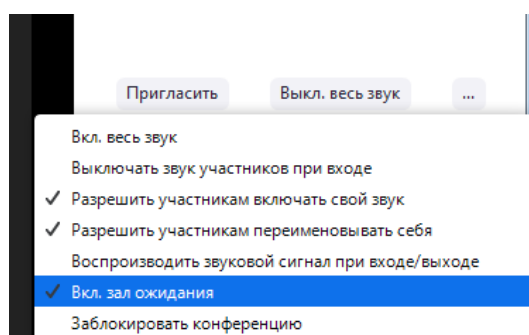 Пригласить Выкл. весь звук ...
Вкл. весь звук
Выключать звук участников при входе
Разрешить участникам включать свой звук
Разрешить участникам переименовывать себя
Воспроизводить звуковой сигнал при входе/выходе
Вкл. зал ожидания
Заблокировать конференцию